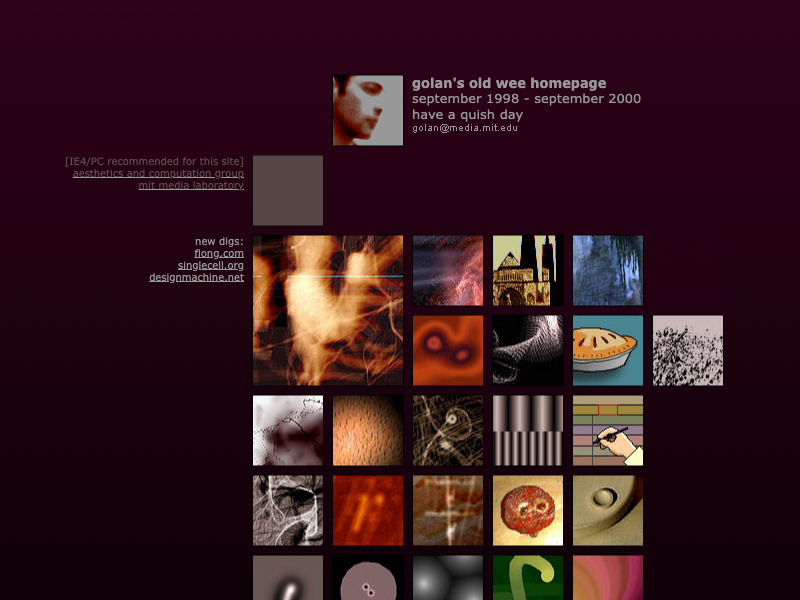 golan's old wee homepage
september 1998 - september 2000
have a quish day
golan@media.mit.edu
[IE4/PC recommended for this site]
aesthetics and computation group
mit media laboratory
new digs:
flong.com
singlecell.org
designmachine.net